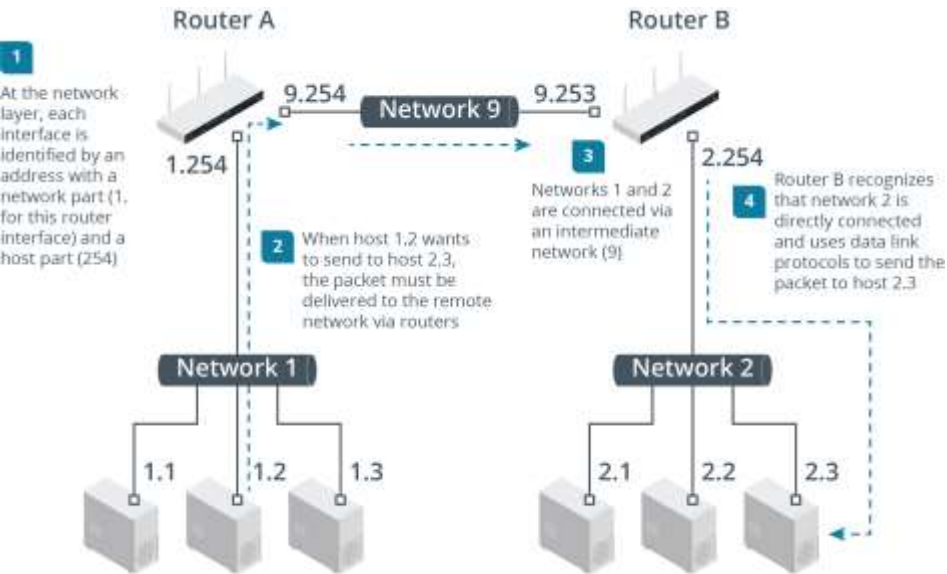 Router A
Router B
1
At the network
layer, each
interface is
identified by an
address with a
network part (1.
for this router
interface) and a
host part (254)
9.254
Network 9
9.253
1.254
2.254
2
When host 1.2 wants
to send to host 2.3,
the packet must be
delivered to the remote
network via routers
3
Networks 1 and 2
are connected via
an intermediate
network (9)
4
Router B recognizes
that network 2 is
directly connected
and uses data link
protocols to send the
packet to host 2.3
Network 1
Network 2
1.1
1.2
1.3
2.1
2.2
2.3